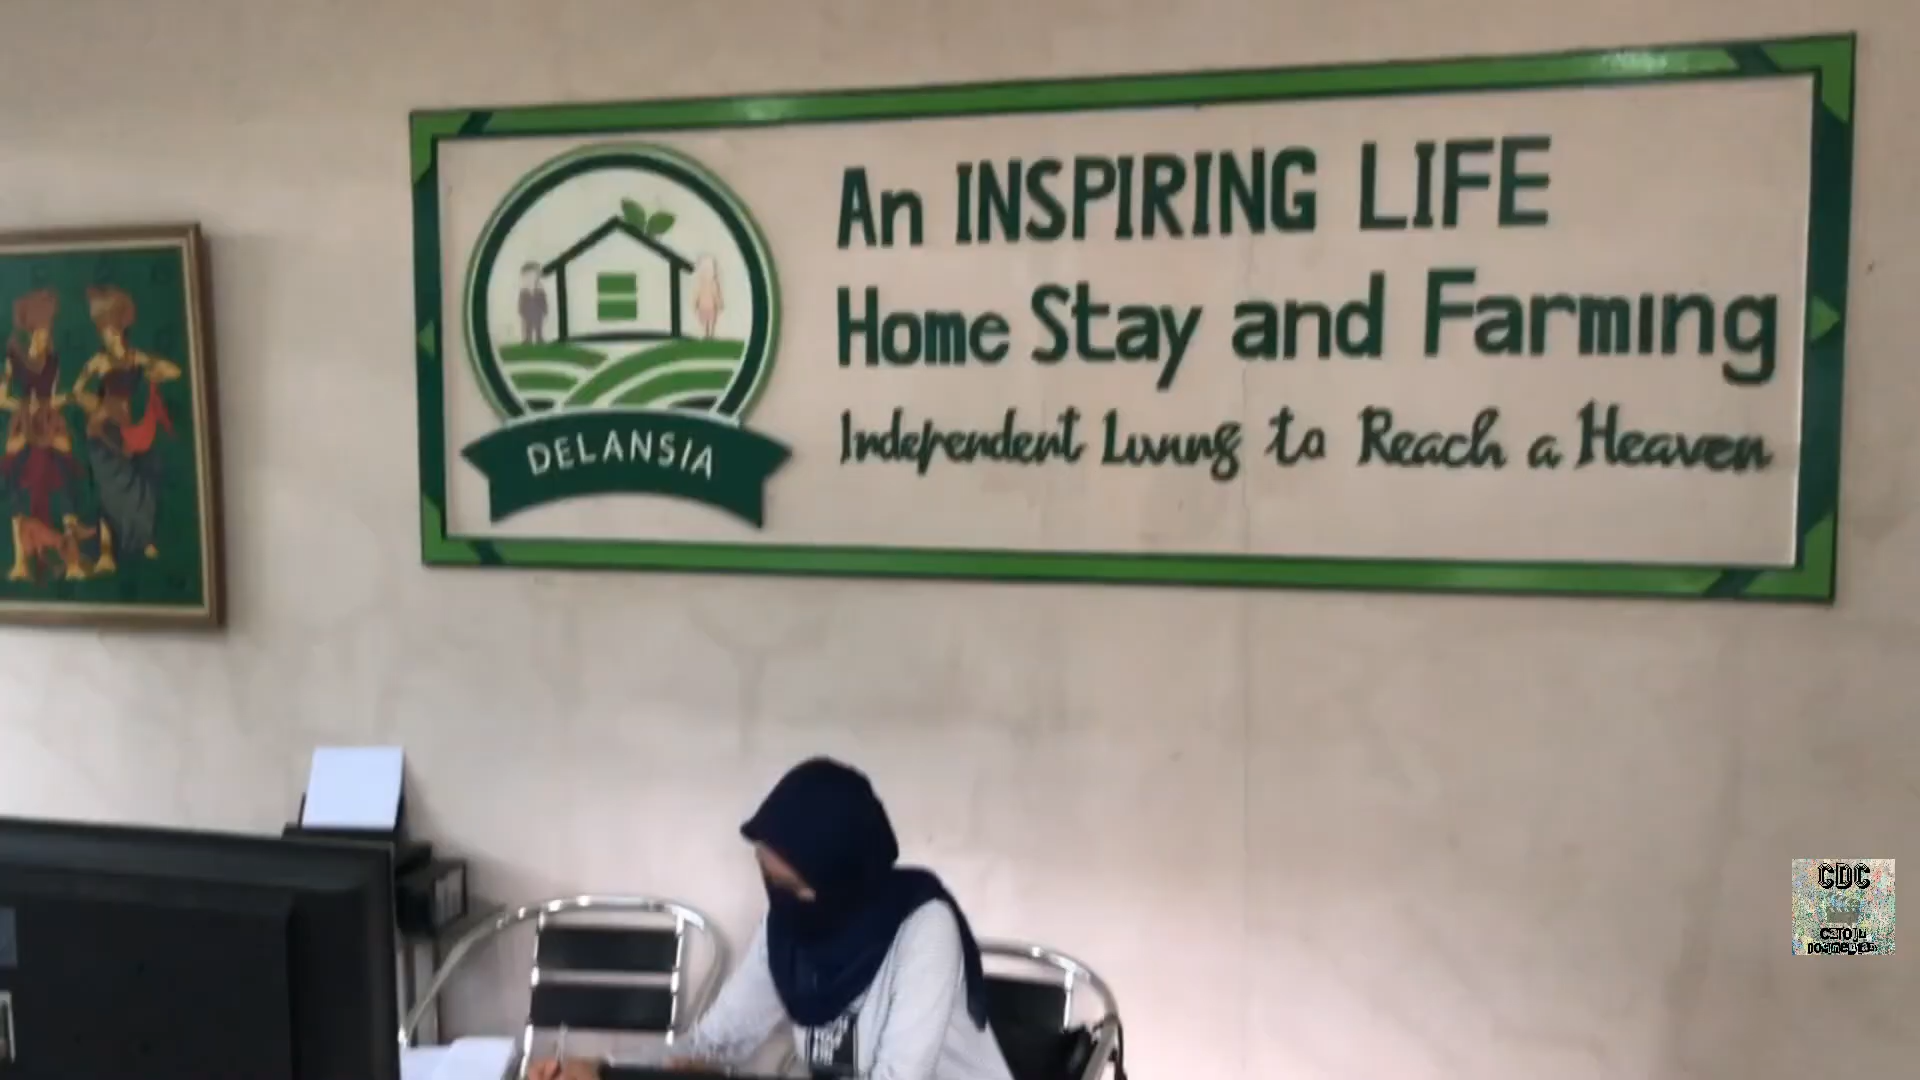 An INSPIRING LIFE
Home Stay and Farming
Independent Living to Reach a Heaven
DELANSIA
CDC